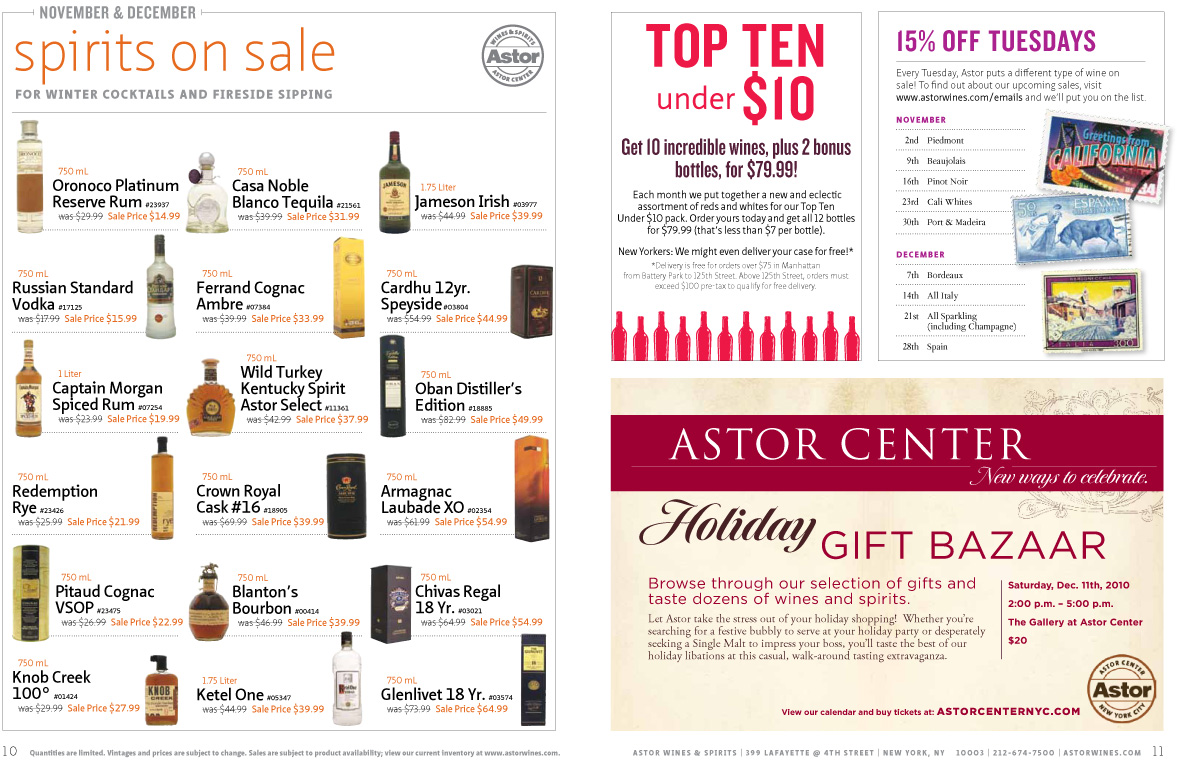 NOVEMBER & DECEMBER
spirits on sale
FOR WINTER COCKTAILS AND FIRESIDE SIPPING
WINES & SPIRITS
Astor
ASTOR CENTER
750 mL
Oronoco Platinum
Reserve Rum #23937
was $29.99 Sale Price $14.99
750 mL
Casa Noble
Blanco Tequila #21561
was $39.99 Sale Price $31.99
1.75 Liter
Jameson Irish #03977
was $44.99 Sale Price $39.99
750 mL
Russian Standard
Vodka #17125
was $17.99 Sale Price $15.99
750 mL
Ferrand Cognac
Ambre #07384
was $39.99 Sale Price $33.99
750 mL
Cardhu 12yr.
Speyside #03804
was $54.99 Sale Price $44.99
1 Liter
Captain Morgan
Spiced Rum #07254
was $23.99 Sale Price $19.99
750 mL
Wild Turkey
Kentucky Spirit
Astor Select #11361
was $42.99 Sale Price $37.99
750 mL
Oban Distiller's
Edition #18885
was $82.99 Sale Price $49.99
750 mL
Redemption
Rye #23426
was $25.99 Sale Price $21.99
750 mL
Crown Royal
Cask #16 #18905
was $69.99 Sale Price $39.99
750 mL
Armagnac
Laubade XO #02354
was $61.99 Sale Price $54.99
750 mL
Pitaud Cognac
VSOP #23475
was $26.99 Sale Price $22.99
750 mL
Blanton's
Bourbon #00414
was $46.99 Sale Price $39.99
750 mL
Chivas Regal
18 Yr. #03021
was $64.99 Sale Price $54.99
750 mL
Knob Creek
100° #01424
was $29.99 Sale Price $27.99
KNOB
CREEK
1.75 Liter
Ketel One #05347
was $44.99 Sale Price $39.99
750 mL
Glenlivet 18 Yr. #03574
was $73.99 Sale Price $64.99
10 Quantities are limited. Vintages and prices are subject to change. Sales are subject to product availability; view our current inventory at www.astorwines.com.
TOP TEN
under $10
Get 10 incredible wines, plus 2 bonus
bottles, for $79.99!
Each month we put together a new and eclectic
assortment of reds and whites for our Top Ten
Under $10 pack. Order yours today and get all 12 bottles
for $79.99 (that's less than $7 per bottle).
New Yorkers: We might even deliver your case for free!*
*Delivery is free for orders over $75 in Manhattan
from Battery Park to 125th Street. Above 125th Street, orders must
exceed $100 pre-tax to qualify for free delivery.
15% OFF TUESDAYS
Every Tuesday, Astor puts a different type of wine on
sale! To find out about our upcoming sales, visit
www.astorwines.com/emails and we'll put you on the list.
NOVEMBER
2nd Piedmont
9th Beaujolais
16th Pinot Noir
23rd Cali Whites
30th Port & Madeira
DECEMBER
7th Bordeaux
14th All Italy
21st All Sparkling
(including Champagne)
28th Spain
Greetings from
CALIFORNIA
34
ESPAÑA
ITALIA
ASTOR CENTER
New ways to celebrate.
Holiday
GIFT BAZAAR
Browse through our selection of gifts and
taste dozens of wines and spirits.
Let Astor take the stress out of your holiday shopping! Whether you're
searching for a festive bubbly to serve at your holiday party or desperately
seeking a Single Malt to impress your boss, you'll taste the best of our
holiday libations at this casual, walk-around tasting extravaganza.
Saturday, Dec. 11th, 2010
2:00 p.m. – 5:00 p.m.
The Gallery at Astor Center
$20
View our calendar and buy tickets at: ASTORCENTERNYC.COM
ASTOR CENTER
Astor
NEW YORK CITY
ASTOR WINES & SPIRITS | 399 LAFAYETTE @ 4TH STREET | NEW YORK, NY 10003 | 212-674-7500 | ASTORWINES.COM 11